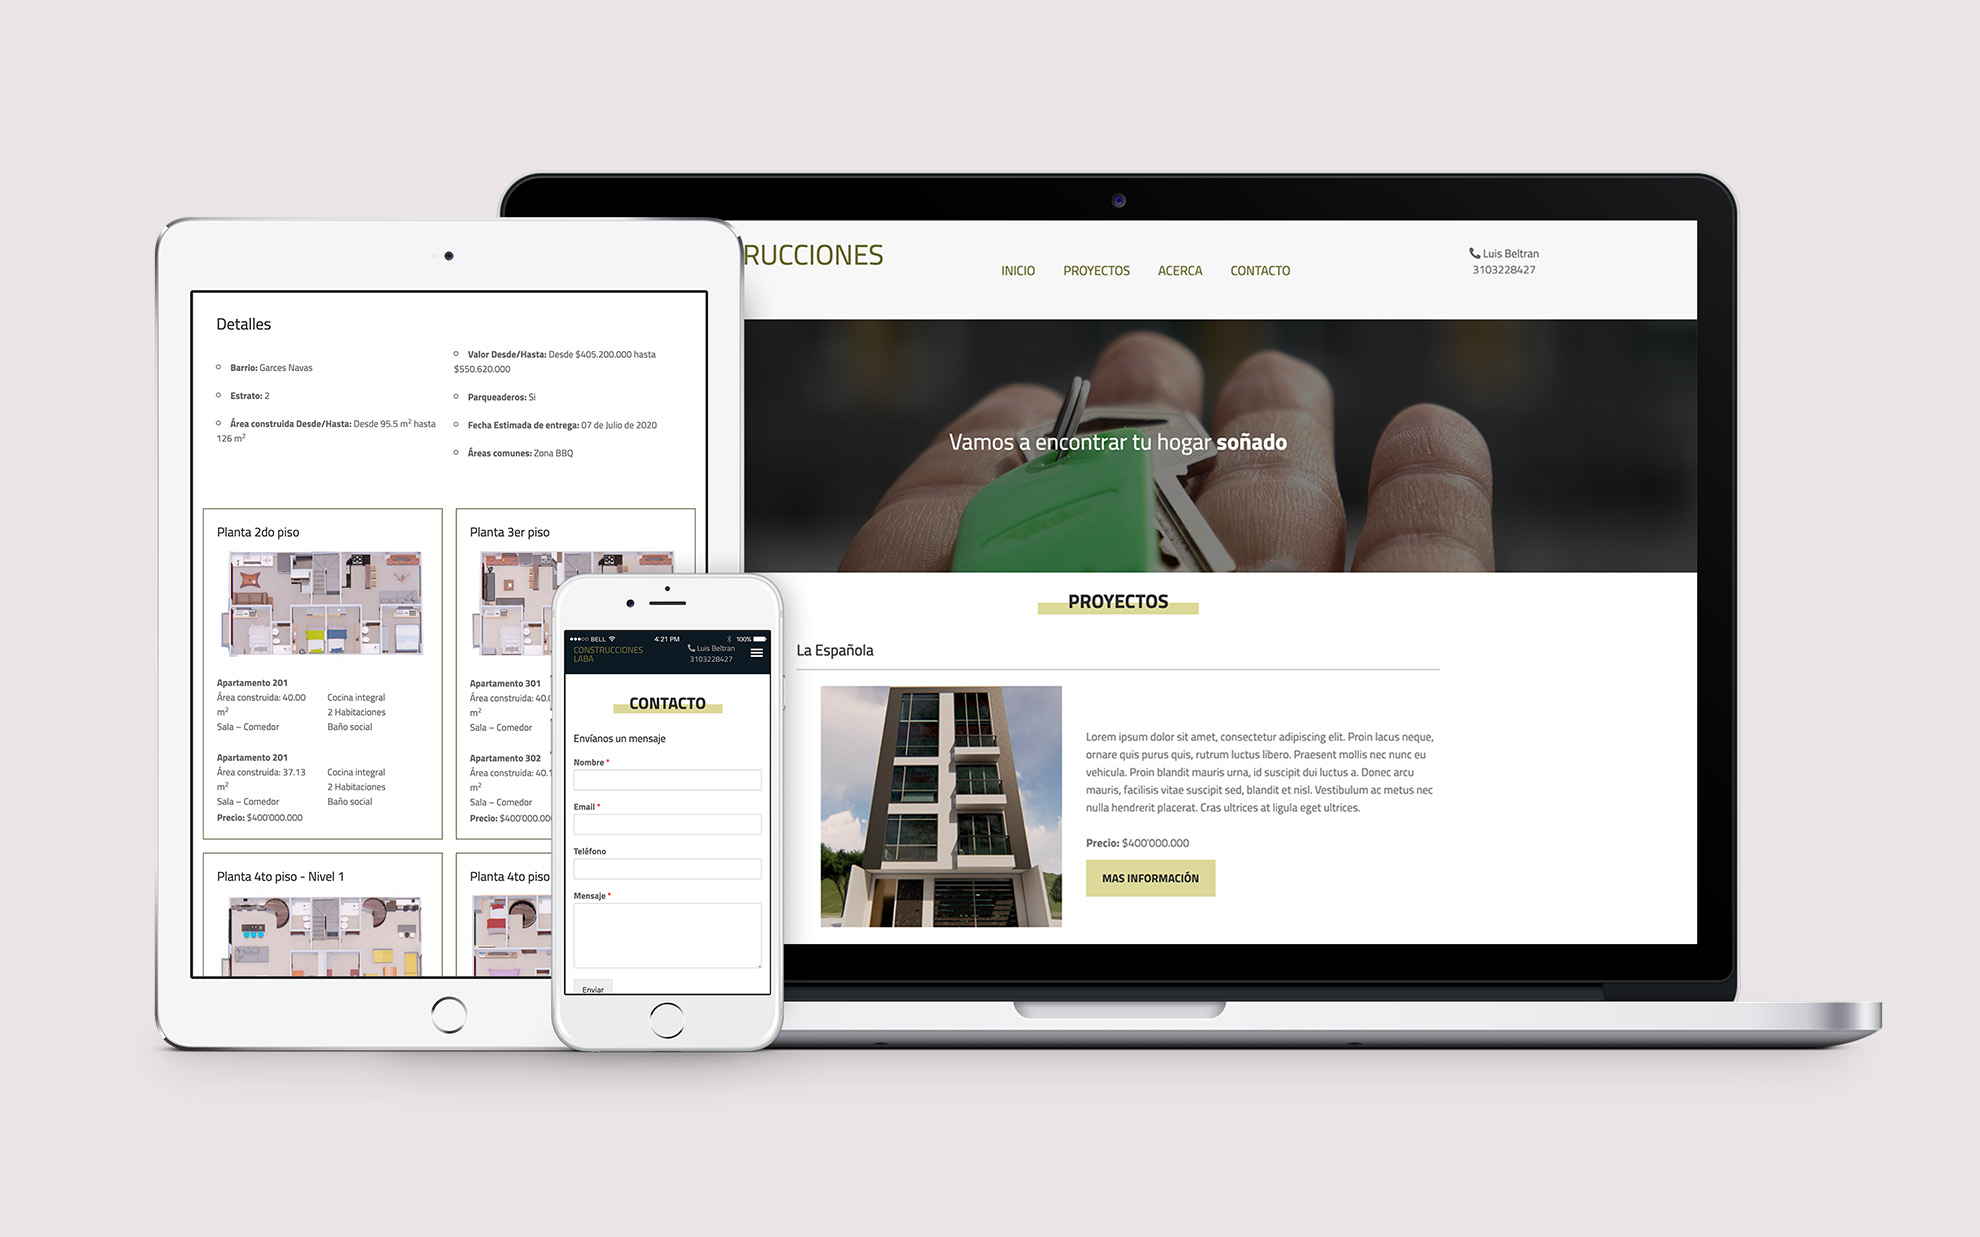 RUCCIONES
INICIO PROYECTOS ACERCA CONTACTO
Luis Beltran
3103228427
Vamos a encontrar tu hogar soñado
PROYECTOS
La Española
Lorem ipsum dolor sit amet, consectetur adipiscing elit. Proin lacus neque,
ornare quis purus quis, rutrum luctus libero. Praesent mollis nec nunc eu
vehicula. Proin blandit mauris urna, id suscipit dui luctus a. Donec arcu
mauris, facilisis vitae suscipit sed, blandit et nisl. Vestibulum ac metus nec
nulla hendrerit placerat. Cras ultrices at ligula eget ultrices.
Precio: $400'000.000
MAS INFORMACIÓN
Detalles
Barrio: Garces Navas
Estrato: 2
Área construida Desde/Hasta: Desde 95.5 m² hasta
126 m²
Valor Desde/Hasta: Desde $405.200.000 hasta
$550.620.000
Parqueaderos: Si
Fecha Estimada de entrega: 07 de Julio de 2020
Áreas comunes: Zona BBQ
Planta 2do piso
Apartamento 201
Área construida: 40.00
m²
Sala – Comedor
Cocina integral
2 Habitaciones
Baño social
Apartamento 201
Área construida: 37.13
m²
Sala – Comedor
Precio: $400'000.000
Cocina integral
2 Habitaciones
Baño social
Planta 3er piso
Apartamento 301
Área construida: 40.0
m²
Sala – Comedor
Apartamento 302
Área construida: 40.1
m²
Sala – Comedor
Precio: $400'000.00
Planta 4to piso - Nivel 1
Planta 4to piso
BELL 4:21 PM 100%
CONSTRUCCIONES
LABA
Luis Beltran
3103228427
CONTACTO
Envíanos un mensaje
Nombre *
Email *
Teléfono
Mensaje *
Enviar